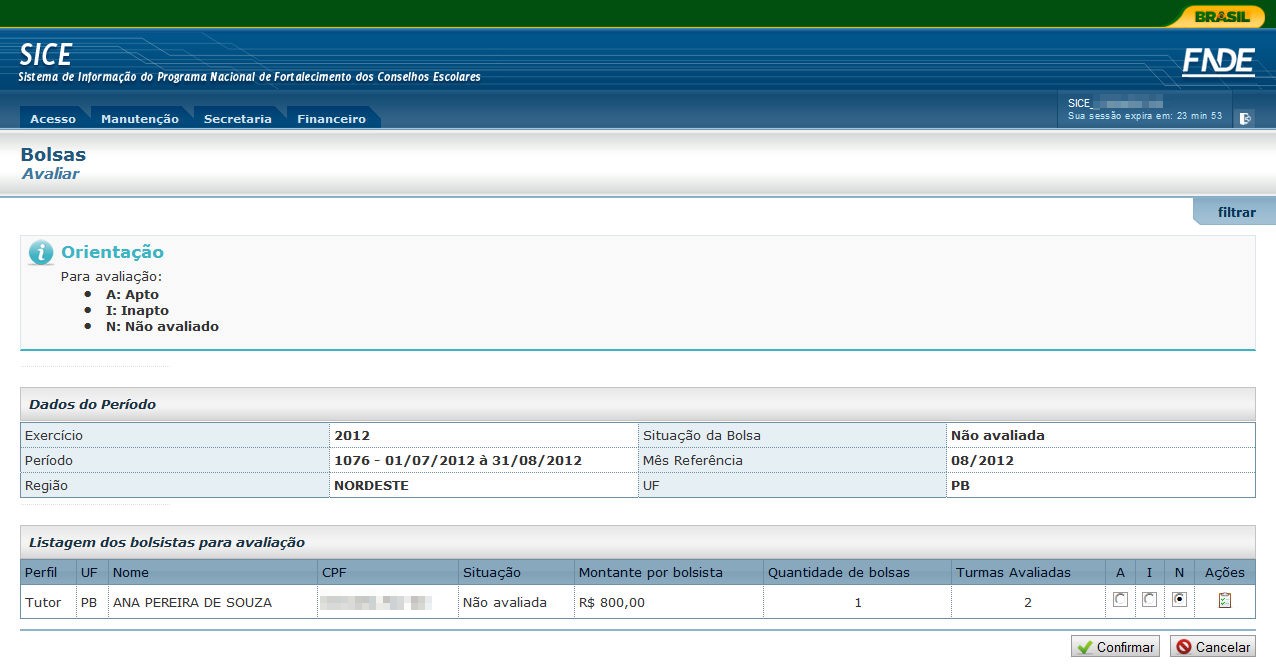 BRASIL
SICE
Sistema de Informação do Programa Nacional de Fortalecimento dos Conselhos Escolares
FNDE
Acesso Manutenção Secretaria Financeiro
SICE_
Sua sessão expira em: 23 min 53
Bolsas
Avaliar
filtrar
i Orientação
Para avaliação:
• A: Apto
• I: Inapto
• N: Não avaliado
Dados do Período
Exercício 2012 Situação da Bolsa Não avaliada
Período 1076 - 01/07/2012 à 31/08/2012 Mês Referência 08/2012
Região NORDESTE UF PB
Listagem dos bolsistas para avaliação
Perfil UF Nome CPF Situação Montante por bolsista Quantidade de bolsas Turmas Avaliadas A I N Ações
Tutor PB ANA PEREIRA DE SOUZA Não avaliada R$ 800,00 1 2
Confirmar Cancelar